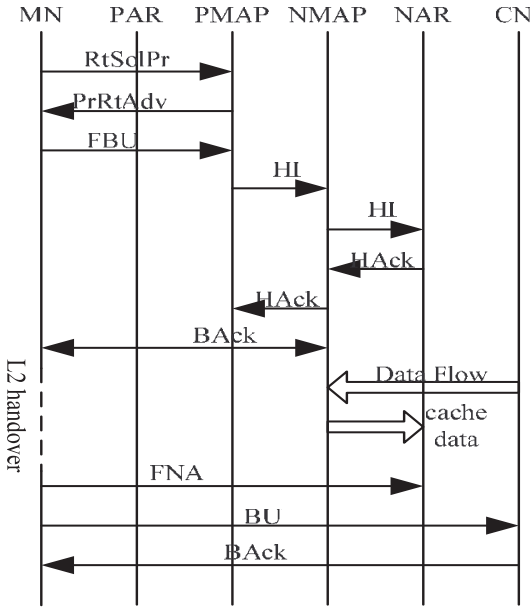 MN PAR PMAP NMAP NAR CN
RtSolPr
PrRtAdv
FBU
HI
HI
HAck
HAck
BAck
L2 handover
Data Flow
cache
data
FNA
BU
BAck